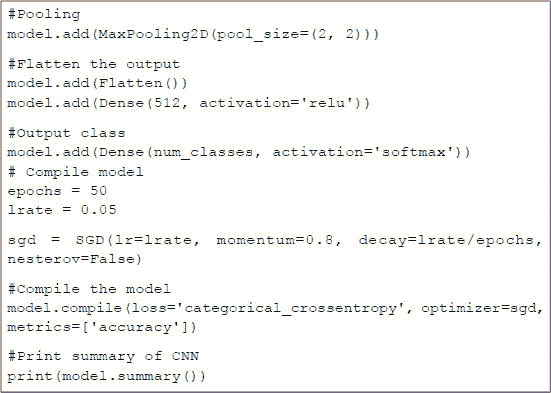 #Pooling
model.add(MaxPooling2D(pool_size=(2, 2)))
#Flatten the output
model.add(Flatten())
model.add(Dense(512, activation='relu'))
#Output class
model.add(Dense(num_classes, activation='softmax'))
# Compile model
epochs = 50
lrate = 0.05
sgd = SGD(lr=lrate, momentum=0.8, decay=lrate/epochs,
nesterov=False)
#Compile the model
model.compile(loss='categorical_crossentropy', optimizer=sgd,
metrics=['accuracy'])
#Print summary of CNN
print(model.summary())